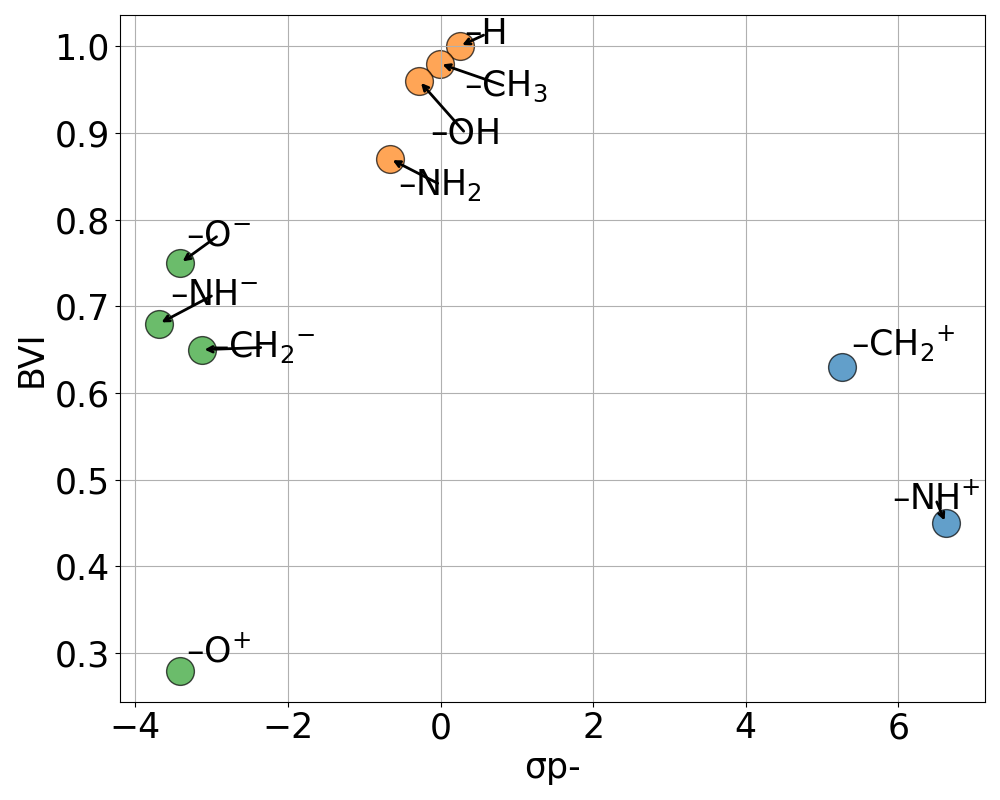 –H
–CH₃
–OH
–NH₂
–O⁻
–NH⁻
–CH₂⁻
–CH₂⁺
–NH⁺
–O⁺
1.0
0.9
0.8
0.7
0.6
0.5
0.4
0.3
BVI
−4 −2 0 2 4 6
σp-